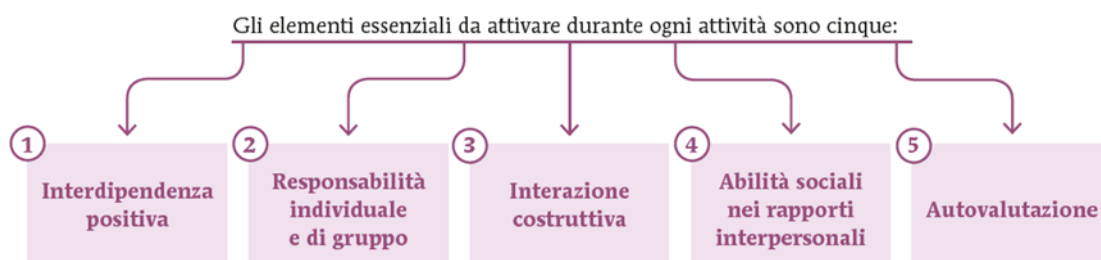 Gli elementi essenziali da attivare durante ogni attività sono cinque:
1
Interdipendenza
positiva
2
Responsabilità
individuale
e di gruppo
3
Interazione
costruttiva
4
Abilità sociali
nei rapporti
interpersonali
5
Autovalutazione